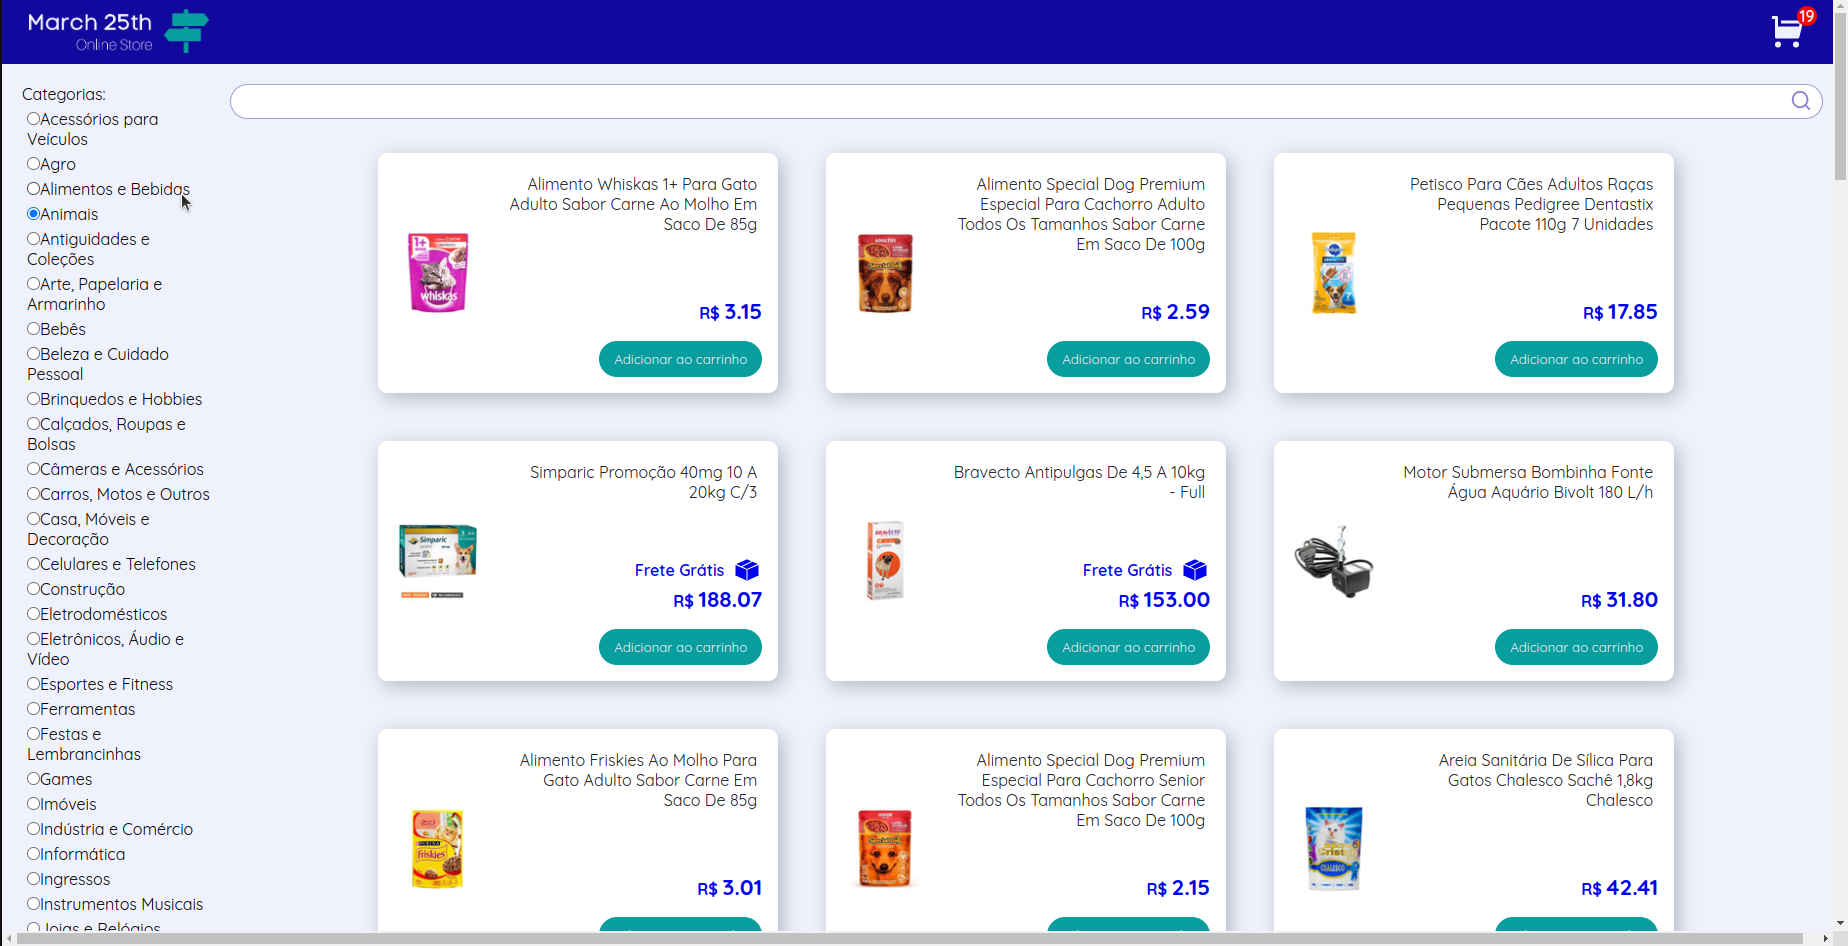 March 25th
Online Store
19
Categorias:
Acessórios para
Veículos
Agro
Alimentos e Bebidas
Animais
Antiguidades e
Coleções
Arte, Papelaria e
Armarinho
Bebês
Beleza e Cuidado
Pessoal
Brinquedos e Hobbies
Calçados, Roupas e
Bolsas
Câmeras e Acessórios
Carros, Motos e Outros
Casa, Móveis e
Decoração
Celulares e Telefones
Construção
Eletrodomésticos
Eletrônicos, Áudio e
Vídeo
Esportes e Fitness
Ferramentas
Festas e
Lembrancinhas
Games
Imóveis
Indústria e Comércio
Informática
Ingressos
Instrumentos Musicais
Joias e Relógios
Alimento Whiskas 1+ Para Gato
Adulto Sabor Carne Ao Molho Em
Saco De 85g
1+
whiskas
R$ 3.15
Adicionar ao carrinho
Alimento Special Dog Premium
Especial Para Cachorro Adulto
Todos Os Tamanhos Sabor Carne
Em Saco De 100g
R$ 2.59
Adicionar ao carrinho
Petisco Para Cães Adultos Raças
Pequenas Pedigree Dentastix
Pacote 110g 7 Unidades
R$ 17.85
Adicionar ao carrinho
Simparic Promoção 40mg 10 A
20kg C/3
Simparic
Frete Grátis
R$ 188.07
Adicionar ao carrinho
Bravecto Antipulgas De 4,5 A 10kg
- Full
BRAVECTO
Frete Grátis
R$ 153.00
Adicionar ao carrinho
Motor Submersa Bombinha Fonte
Água Aquário Bivolt 180 L/h
R$ 31.80
Adicionar ao carrinho
Alimento Friskies Ao Molho Para
Gato Adulto Sabor Carne Em
Saco De 85g
PURINA
Friskies
R$ 3.01
Alimento Special Dog Premium
Especial Para Cachorro Senior
Todos Os Tamanhos Sabor Carne
Em Saco De 100g
R$ 2.15
Areia Sanitária De Sílica Para
Gatos Chalesco Sachê 1,8kg
Chalesco
CHALESCO
R$ 42.41